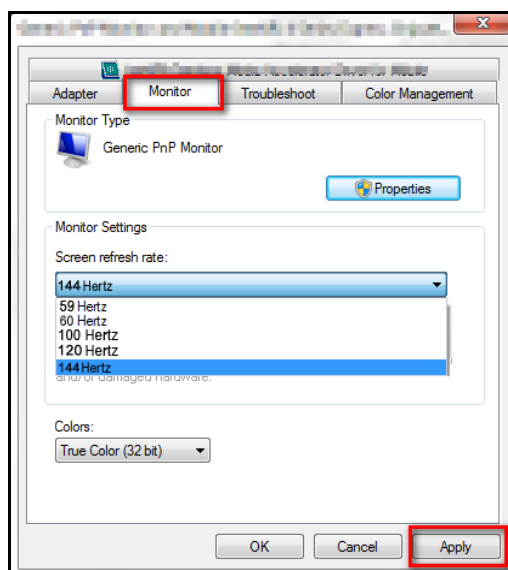 Adapter Monitor Troubleshoot Color Management
Monitor Type
Generic PnP Monitor
Properties
Monitor Settings
Screen refresh rate:
144 Hertz
59 Hertz
60 Hertz
100 Hertz
120 Hertz
144 Hertz
and/or damaged hardware.
Colors:
True Color (32 bit)
OK Cancel Apply